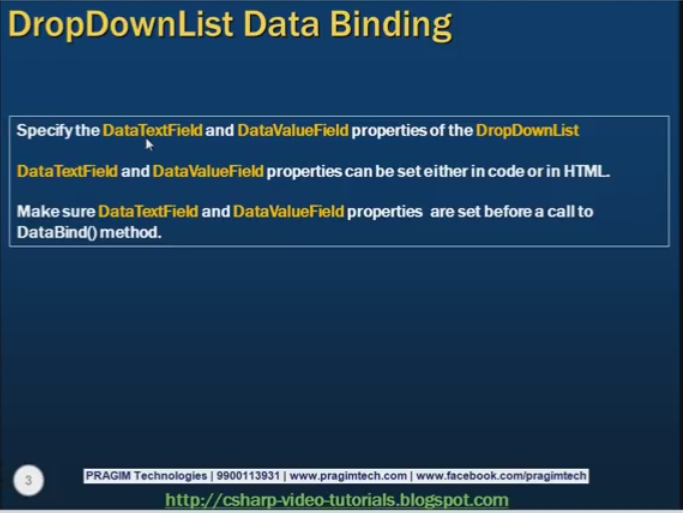 DropDownList Data Binding
Specify the DataTextField and DataValueField properties of the DropDownList
DataTextField and DataValueField properties can be set either in code or in HTML.
Make sure DataTextField and DataValueField properties are set before a call to
DataBind() method.
3
PRAGIM Technologies | 9900113931 | www.pragimtech.com | www.facebook.com/pragimtech
http://csharp-video-tutorials.blogspot.com